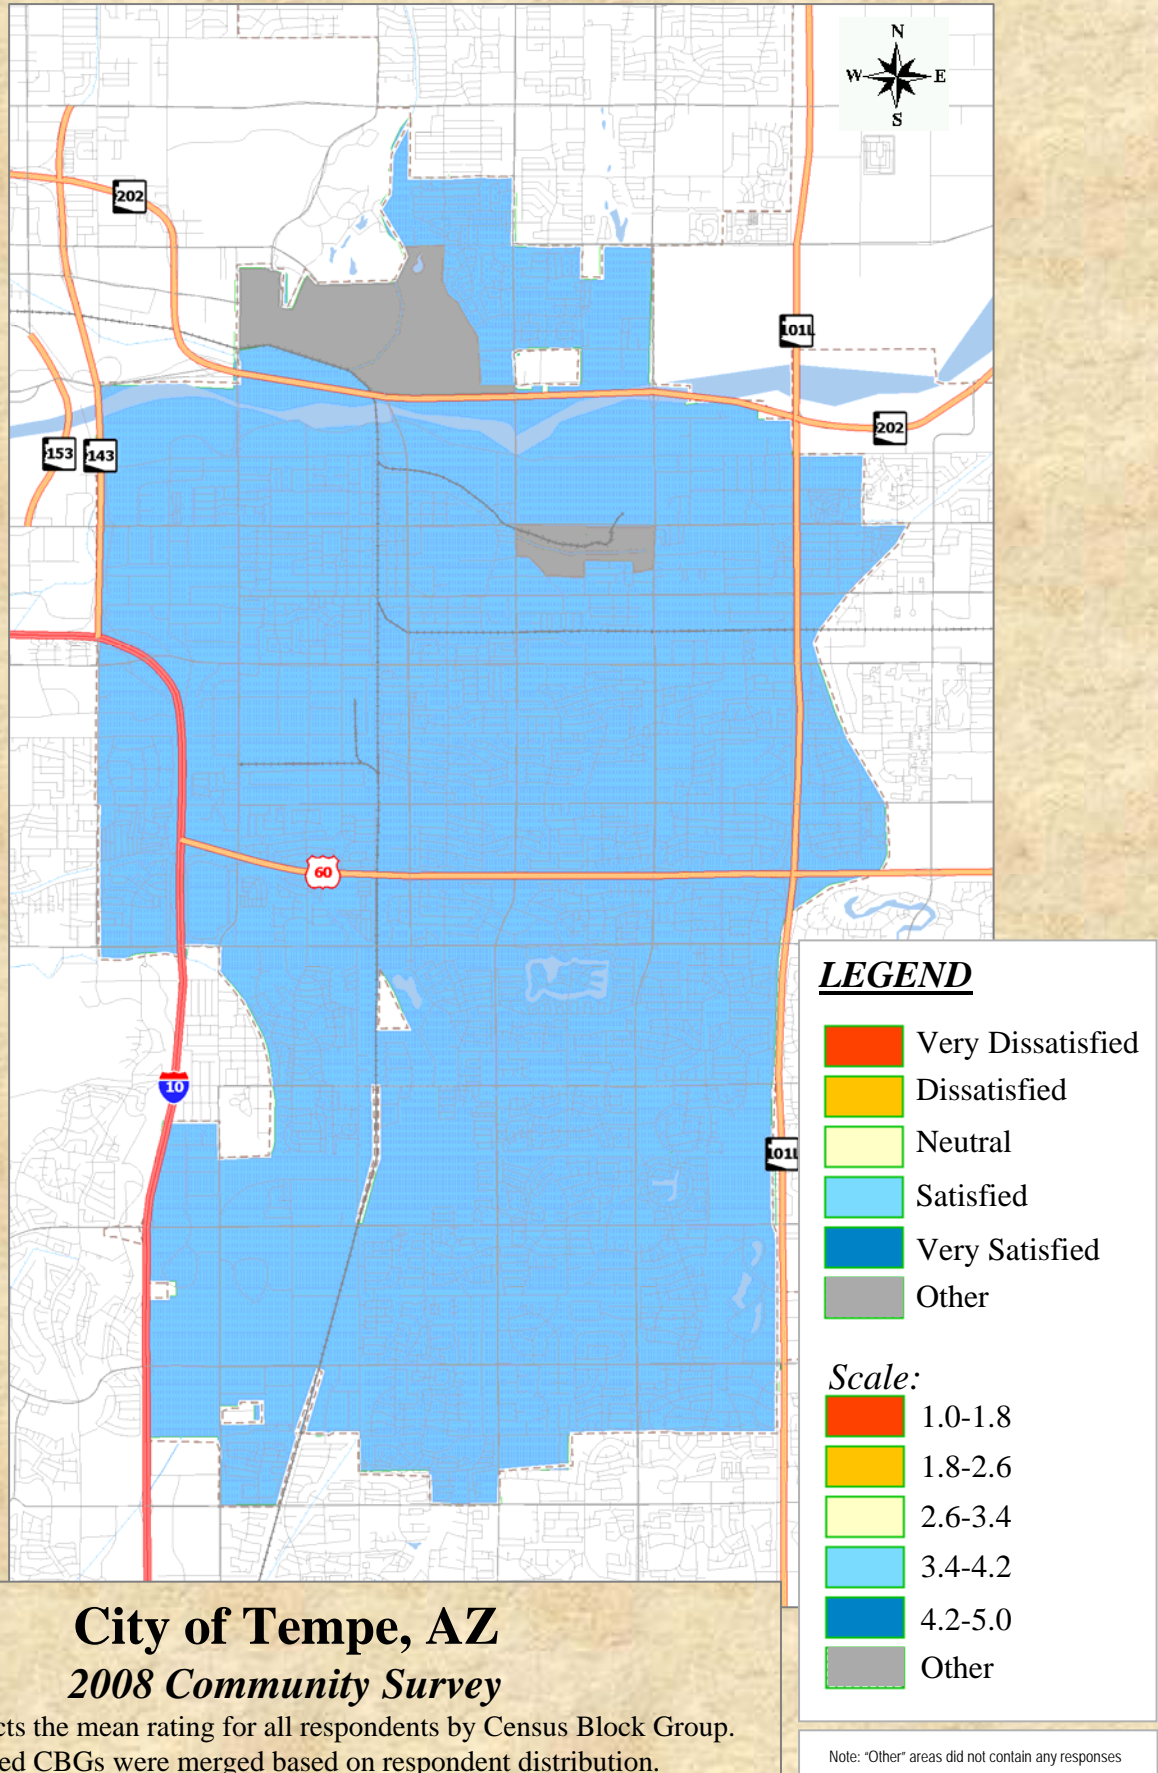 N
W E
S
202
101L
202
153
143
60
10
101L
LEGEND
Very Dissatisfied
Dissatisfied
Neutral
Satisfied
Very Satisfied
Other
Scale:
1.0-1.8
1.8-2.6
2.6-3.4
3.4-4.2
4.2-5.0
Other
City of Tempe, AZ
2008 Community Survey
cts the mean rating for all respondents by Census Block Group.
ed CBGs were merged based on respondent distribution.
Note: "Other" areas did not contain any responses